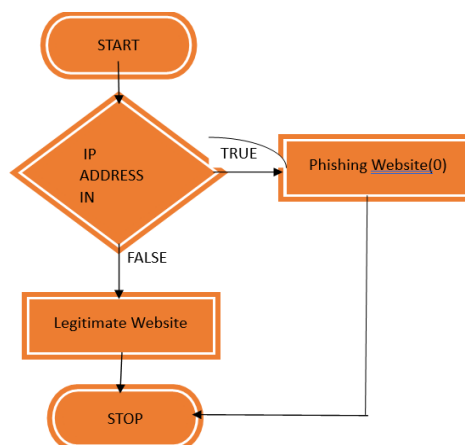 START
IP
ADDRESS
IN
TRUE
Phishing Website(0)
FALSE
Legitimate Website
STOP